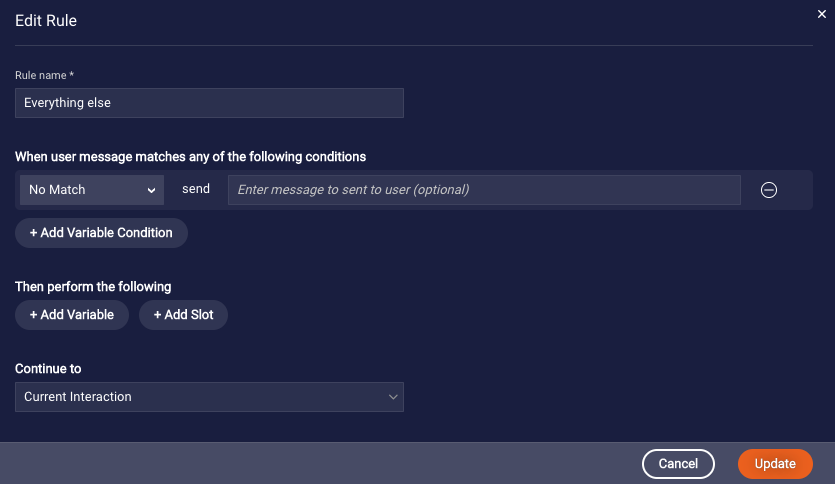 Edit Rule
Rule name *
Everything else
When user message matches any of the following conditions
No Match send Enter message to sent to user (optional)
+ Add Variable Condition
Then perform the following
+ Add Variable + Add Slot
Continue to
Current Interaction
Cancel Update